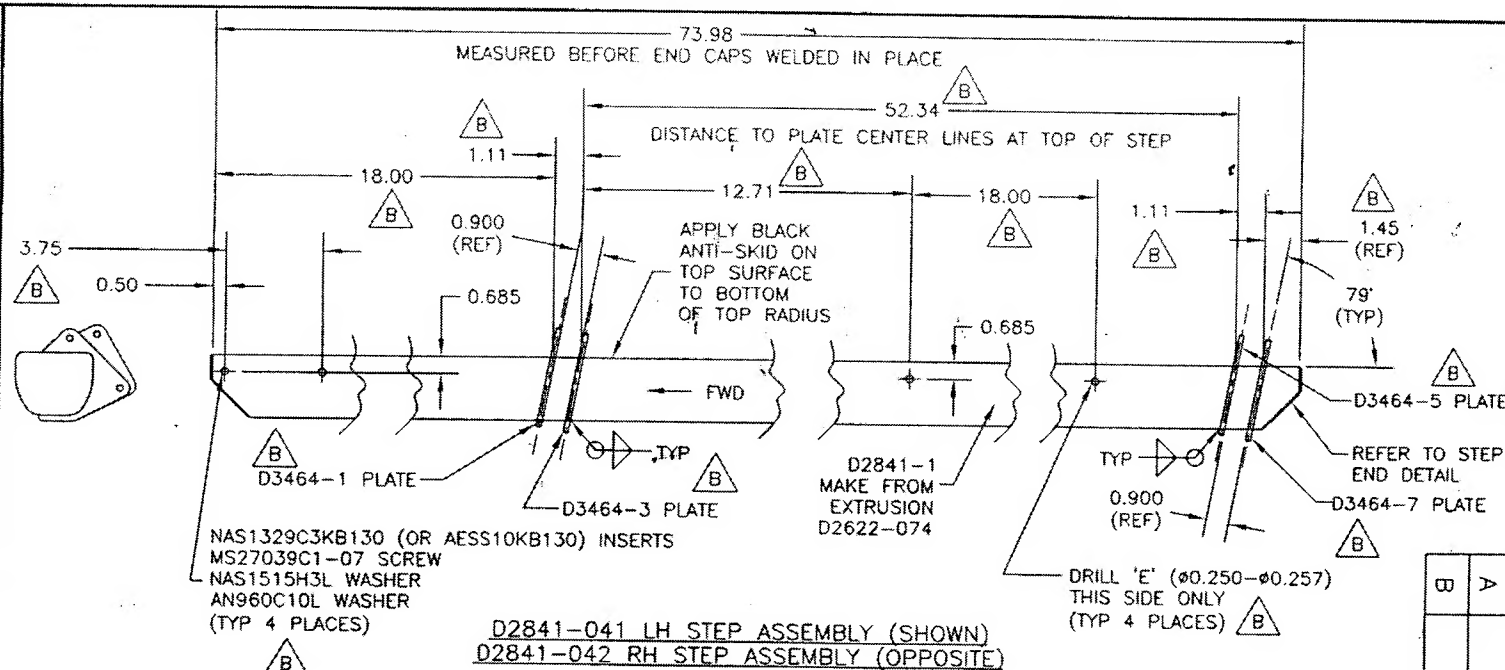 73.98
MEASURED BEFORE END CAPS WELDED IN PLACE
B
52.34
B
DISTANCE TO PLATE CENTER LINES AT TOP OF STEP
1.11
B
18.00
12.71
18.00
1.11
B
B
0.900
(REF)
B
B
1.45
(REF)
3.75
B
0.50
APPLY BLACK
ANTI-SKID ON
TOP SURFACE
TO BOTTOM
OF TOP RADIUS
0.685
0.685
79°
(TYP)
FWD
B
D3464-5 PLATE
B
D3464-1 PLATE
TYP
B
D3464-3 PLATE
D2841-1
MAKE FROM
EXTRUSION
D2622-074
TYP
0.900
(REF)
REFER TO STEP
END DETAIL
D3464-7 PLATE
B
NAS1329C3KB130 (OR AESS10KB130) INSERTS
MS27039C1-07 SCREW
NAS1515H3L WASHER
AN960C10L WASHER
(TYP 4 PLACES)
B
DRILL 'E' (ø0.250-ø0.257)
THIS SIDE ONLY
(TYP 4 PLACES)
B
D2841-041 LH STEP ASSEMBLY (SHOWN)
D2841-042 RH STEP ASSEMBLY (OPPOSITE)
A
B